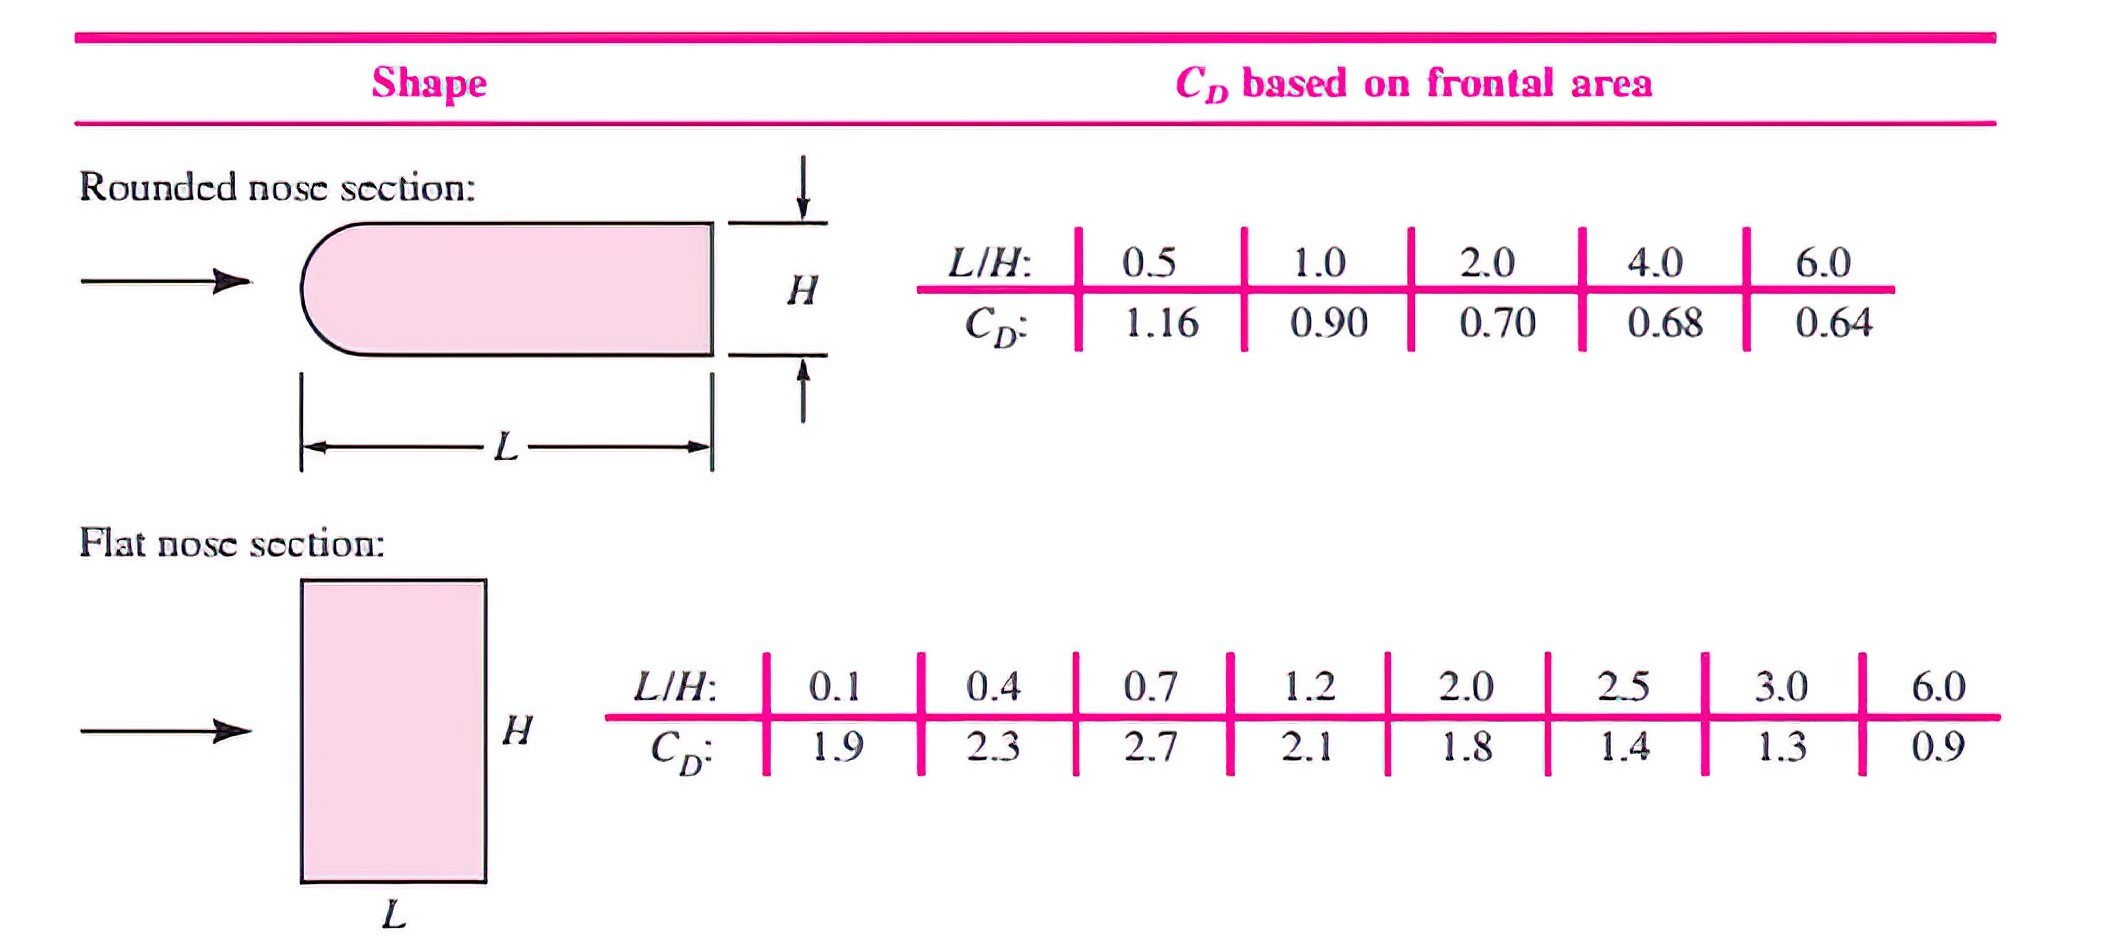 Shape C_D based on frontal area
Rounded nose section:
H
L
L/H: 0.5 1.0 2.0 4.0 6.0
C_D: 1.16 0.90 0.70 0.68 0.64
Flat nose section:
H
L
L/H: 0.1 0.4 0.7 1.2 2.0 2.5 3.0 6.0
C_D: 1.9 2.3 2.7 2.1 1.8 1.4 1.3 0.9